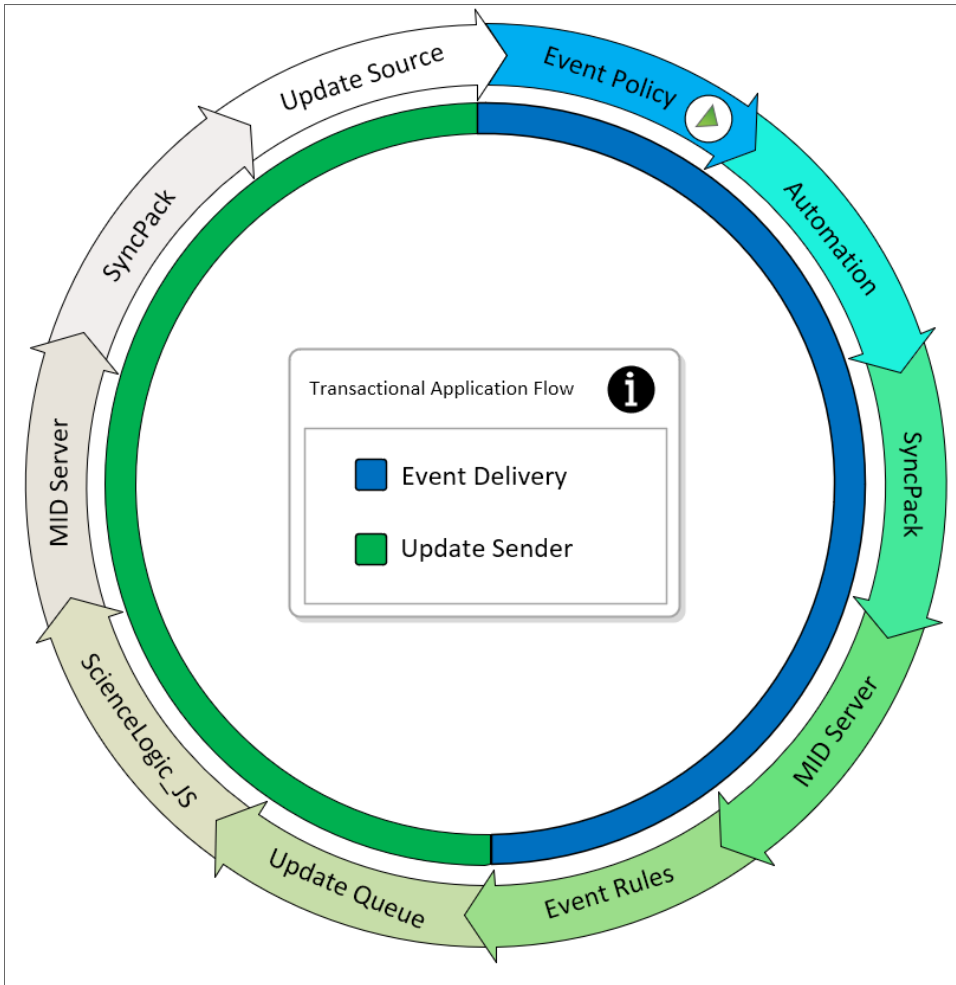 Update Source
Event Policy
Automation
SyncPack
MID Server
Event Rules
Update Queue
ScienceLogic_JS
MID Server
SyncPack
Transactional Application Flow
i
Event Delivery
Update Sender